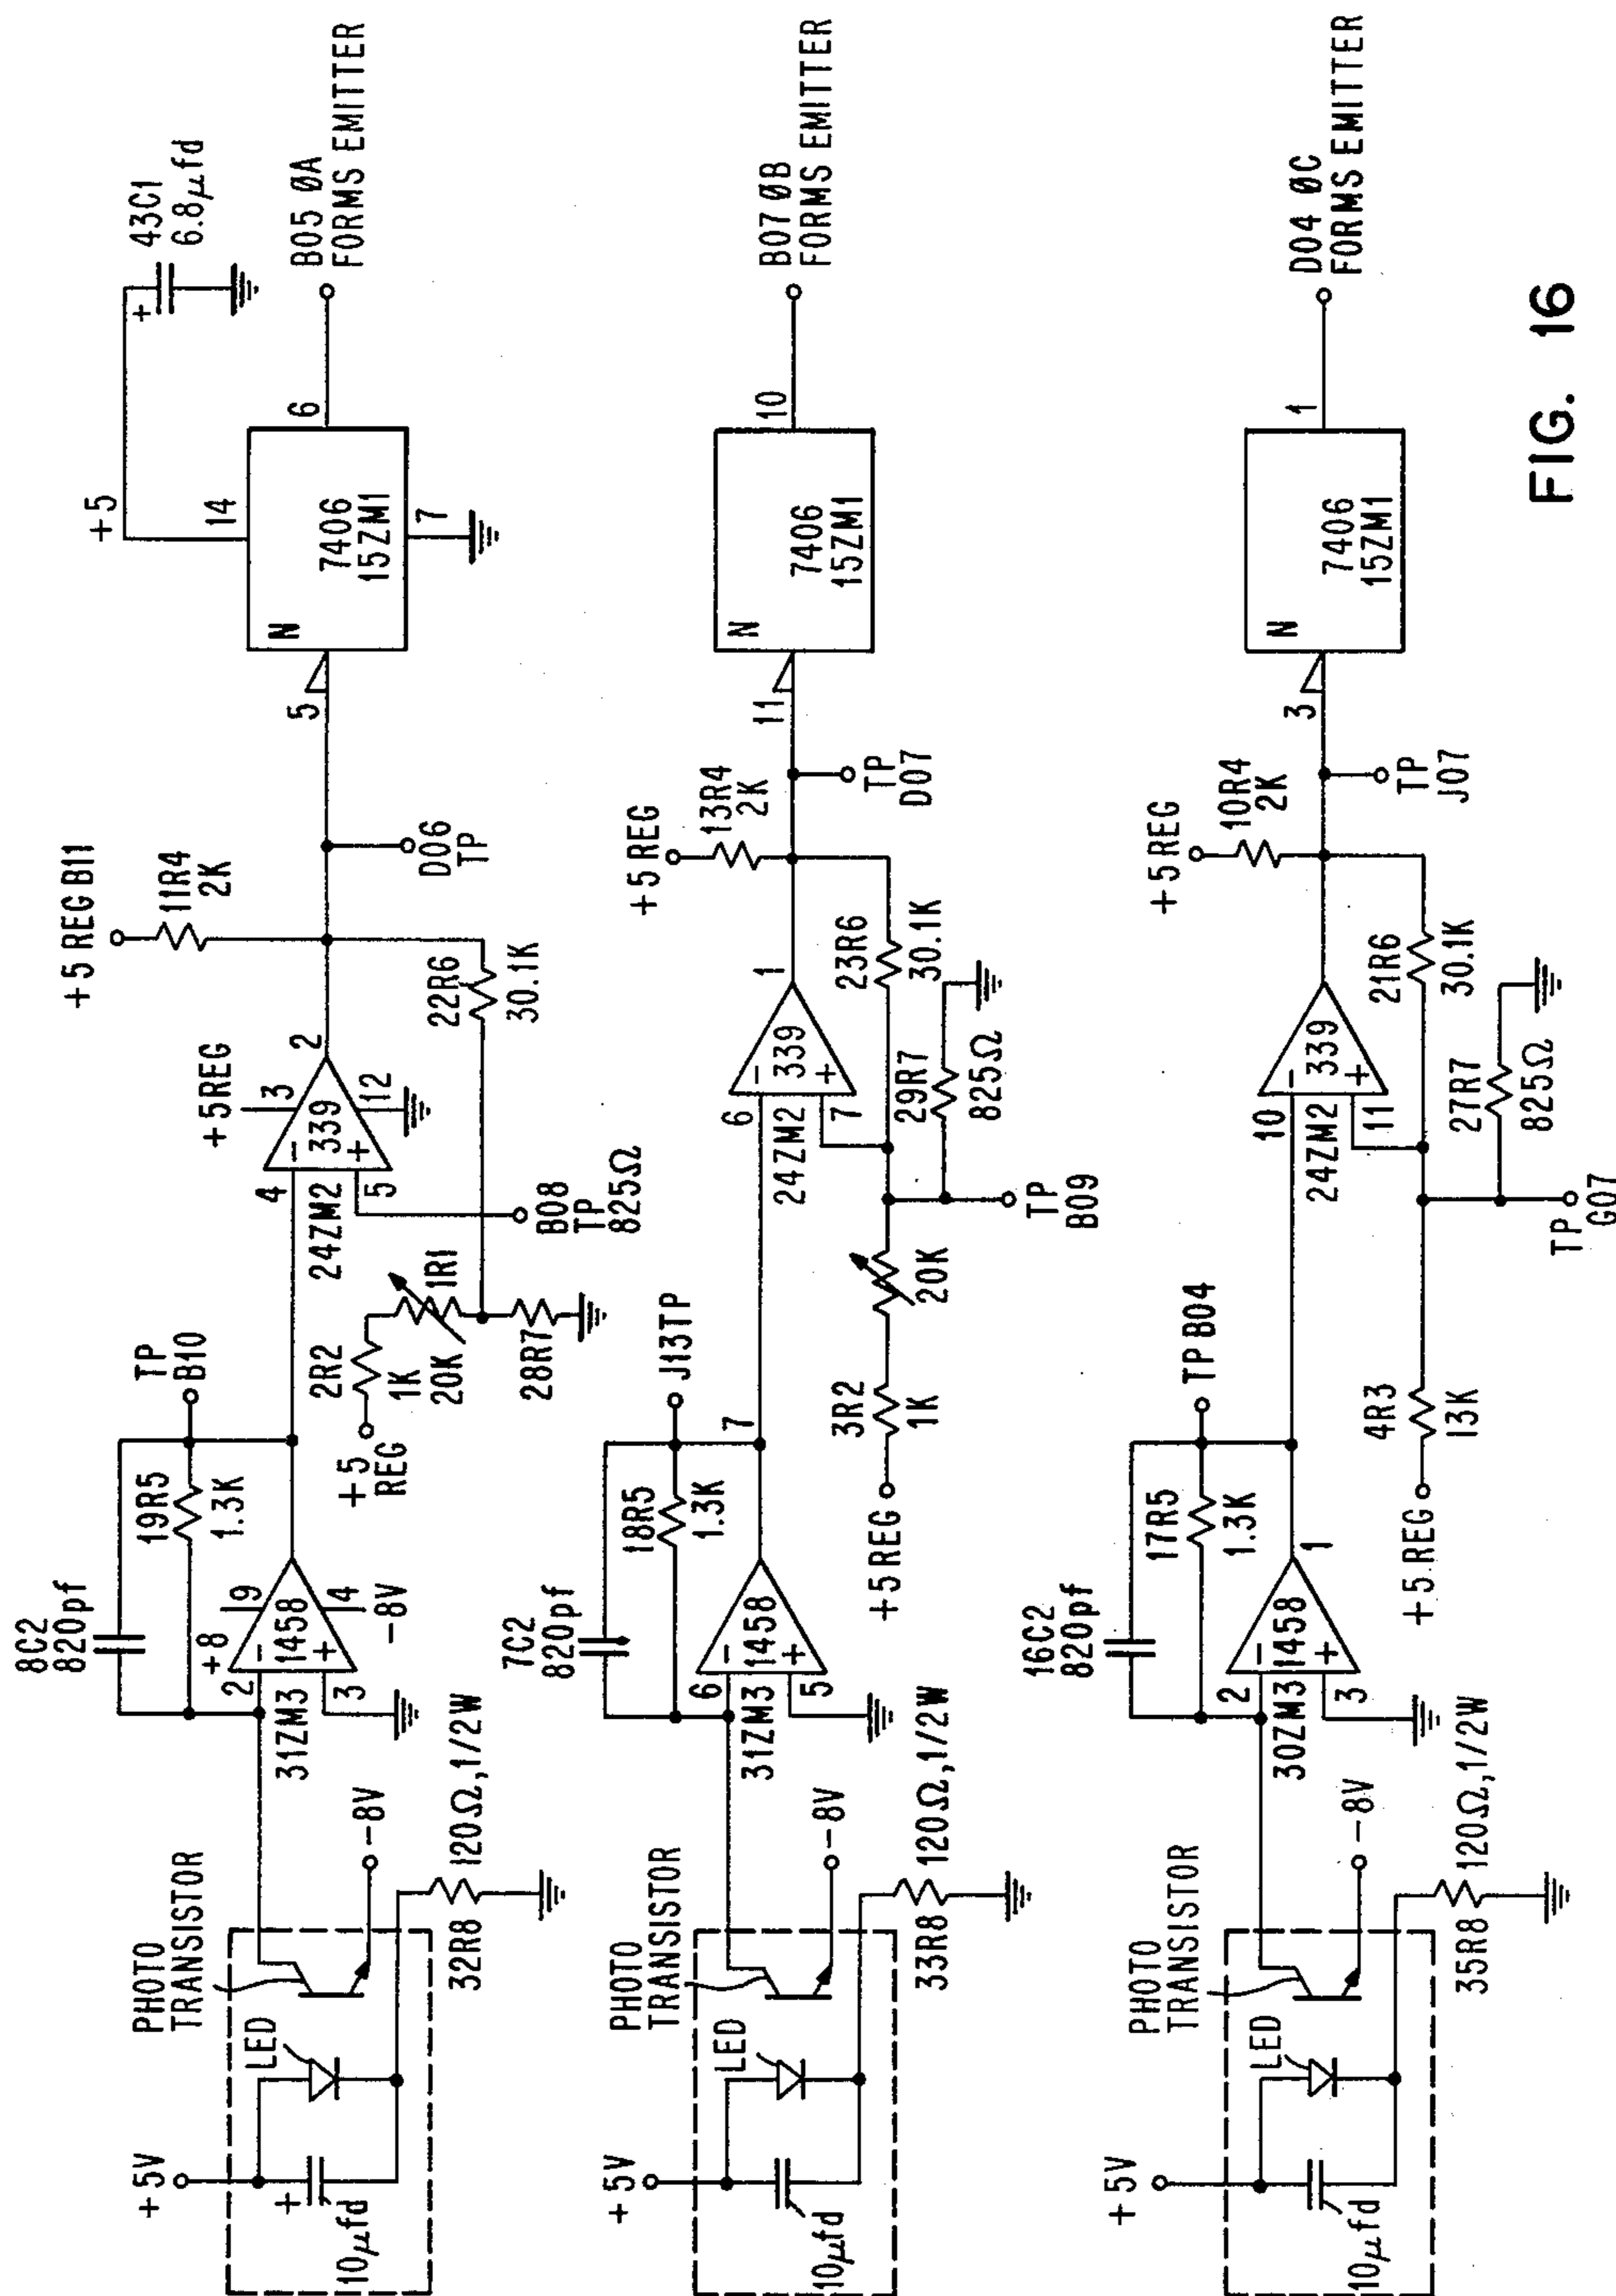 +5V
10µfd
+
LED
PHOTO
TRANSISTOR
-8V
32R8
120Ω,1/2W
8C2
820pf
19R5
1.3K
TP
B10
+8
9
2
-
1458
+
3
4
-8V
31ZM3
+5
REG
2R2
1K
20K
1R1
28R7
B08
TP
825Ω
+5REG
3
4
-
339
+
5
12
2
24ZM2
+5 REG B11
11R4
2K
22R6
30.1K
D06
TP
5
N
7406
15ZM1
14
7
6
+5
+
43C1
6.8µfd
B05 ØA
FORMS EMITTER
+5V
10µfd
LED
PHOTO
TRANSISTOR
-8V
33R8
120Ω,1/2W
7C2
820pf
18R5
1.3K
J13TP
6
-
1458
+
5
7
31ZM3
+5REG
3R2
1K
20K
TP
B09
6
-
339
+
7
1
24ZM2
29R7
825Ω
23R6
30.1K
+5 REG
13R4
2K
TP
D07
11
N
7406
15ZM1
10
B07 ØB
FORMS EMITTER
+5V
10µfd
LED
PHOTO
TRANSISTOR
-8V
35R8
120Ω,1/2W
16C2
820pf
17R5
1.3K
TP B04
2
-
1458
+
3
1
30ZM3
+5 REG
4R3
13K
TP
G07
10
-
339
+
11
24ZM2
27R7
825Ω
21R6
30.1K
+5 REG
10R4
2K
TP
J07
3
N
7406
15ZM1
1
D04 ØC
FORMS EMITTER
FIG. 16